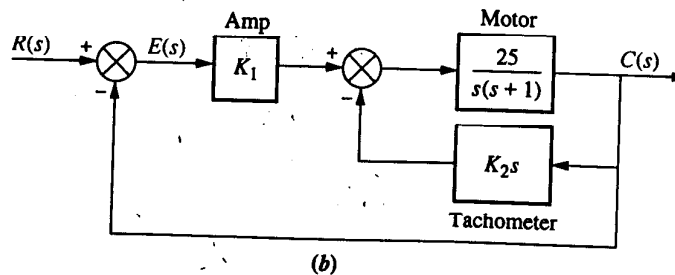 Amp
Motor
R(s)
+
E(s)
K₁
+
25
s(s + 1)
C(s)
−
−
K₂s
Tachometer
(b)